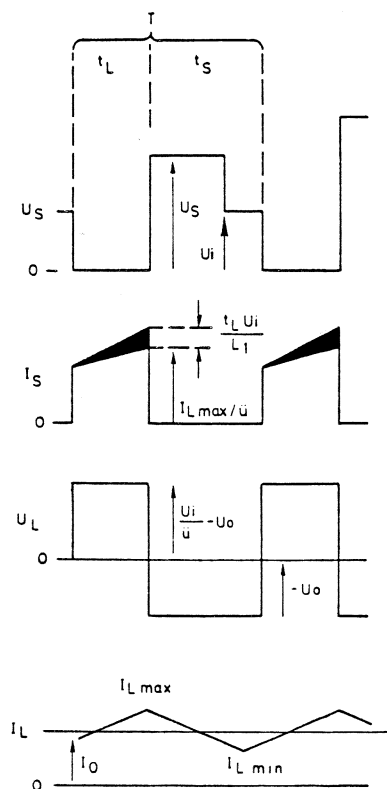 T
t_L t_S
U_S U_S
Ui
0
t_L Ui
L_1
I_S
I_L max/ü
0
U_L
Ui
ü -Uo
0
-Uo
I_L max
I_L
I_O I_L min
0